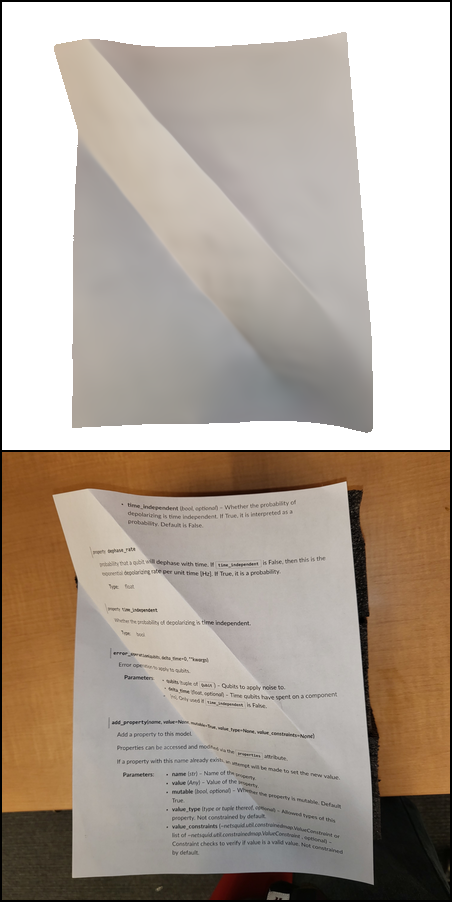 • time_independent (bool, optional) – Whether the probability of
depolarizing is time independent. If True, it is interpreted as a
probability. Default is False.
property dephase_rate
probability that a qubit will dephase with time. If time_independent is False, then this is the
exponential depolarizing rate per unit time [Hz]. If True, it is a probability.
Type: float
property time_independent
Whether the probability of depolarizing is time independent.
Type: bool
error_operation(qubits, delta_time=0, **kwargs)
Error operation to apply to qubits.
Parameters: • qubits (tuple of Qubit) – Qubits to apply noise to.
• delta_time (float, optional) – Time qubits have spent on a component
[ns]. Only used if time_independent is False.
add_property(name, value=None, mutable=True, value_type=None, value_constraints=None)
Add a property to this model.
Properties can be accessed and modified via the properties attribute.
If a property with this name already exists, an attempt will be made to set the new value.
Parameters: • name (str) – Name of the property.
• value (Any) – Value of the property.
• mutable (bool, optional) – Whether the property is mutable. Default
True.
• value_type (type or tuple thereof, optional) – Allowed types of this
property. Not constrained by default.
• value_constraints (~netsquid.util.constrainedmap.ValueConstraint or
list of ~netsquid.util.constrainedmap.ValueConstraint, optional) –
Constraint checks to verify if value is a valid value. Not constrained
by default.